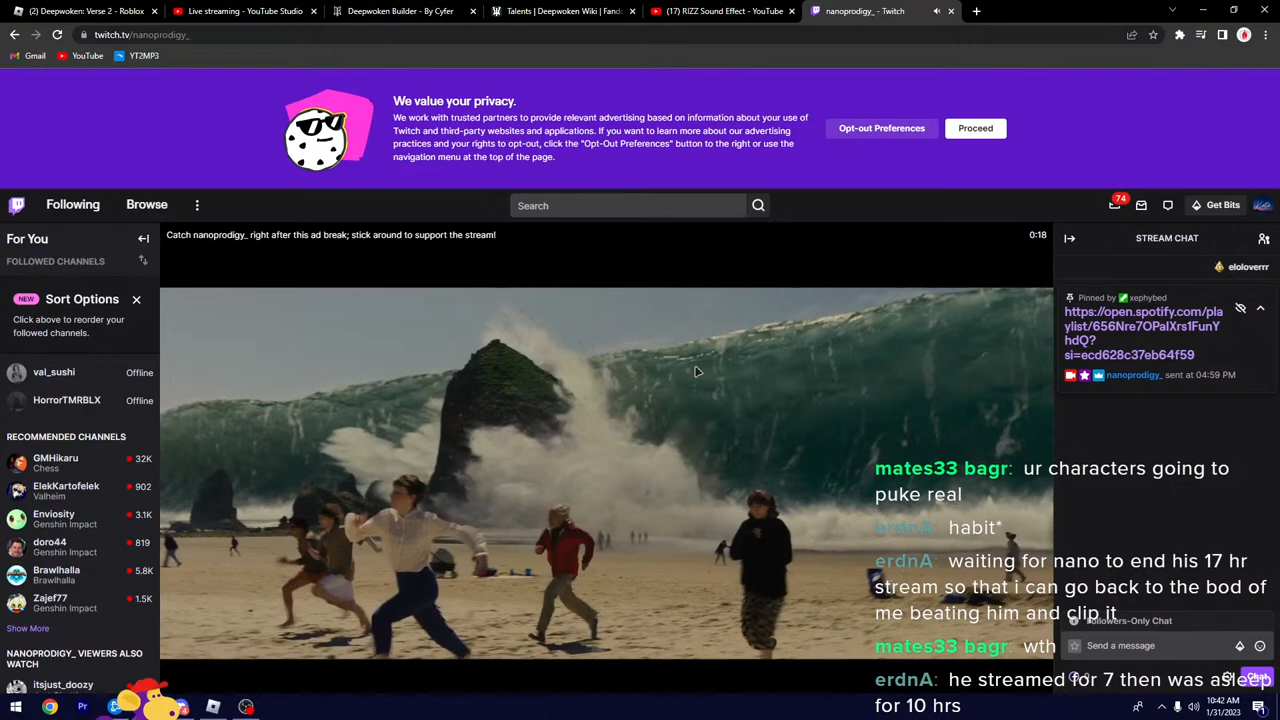 Deepwoken: Verse 2 - Roblox
Live streaming - YouTube Studio
Deepwoken Builder - By Cyfer
Talents | Deepwoken Wiki | Fand
(17) RIZZ Sound Effect - YouTube
nanoprodigy_ - Twitch
twitch.tv/nanoprodigy_
Gmail
YouTube
YT2MP3
We value your privacy.
We work with trusted partners to provide relevant advertising based on information about your use of
Twitch and third-party websites and applications. If you want to learn more about our advertising
practices and your rights to opt-out, click the "Opt-Out Preferences" button to the right or use the
navigation menu at the top of the page.
Opt-out Preferences
Proceed
Following
Browse
Search
74
Get Bits
For You
FOLLOWED CHANNELS
NEW
Sort Options
Click above to reorder your
followed channels.
val_sushi
Offline
HorrorTMRBLX
Offline
RECOMMENDED CHANNELS
GMHikaru
32K
Chess
ElekKartofelek
902
Valheim
Enviosity
3.1K
Genshin Impact
doro44
819
Genshin Impact
Brawlhalla
5.8K
Brawlhalla
Zajef77
1.5K
Genshin Impact
Show More
NANOPRODIGY_ VIEWERS ALSO
WATCH
itsjust_doozy
Catch nanoprodigy_ right after this ad break; stick around to support the stream!
0:18
STREAM CHAT
eloloverrr
Pinned by xephybed
https://open.spotify.com/pla
ylist/656Nre7OPaIXrs1FunY
hdQ?
si=ecd628c37eb64f59
nanoprodigy_ sent at 04:59 PM
mates33 bagr: ur characters going to
puke real
erdnA: habit*
erdnA: waiting for nano to end his 17 hr
stream so that i can go back to the bod of
me beating him and clip it
mates33 bagr: wth
erdnA: he streamed for 7 then was asleep
for 10 hrs
Followers-Only Chat
Send a message
Chat
Pr
10:42 AM
1/31/2023